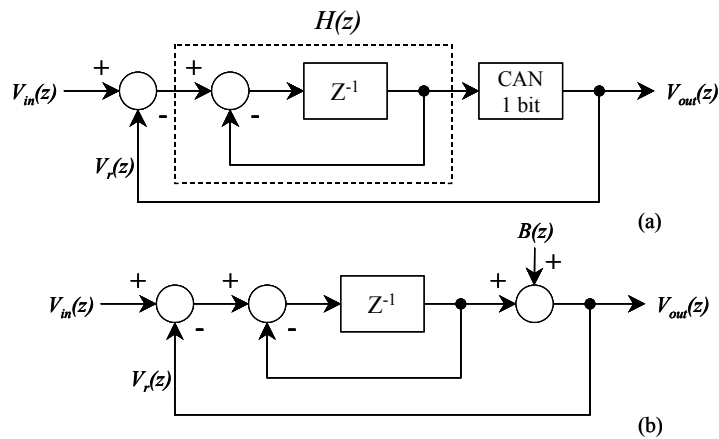 H(z)
+
+
V_in(z)
Z⁻¹
CAN
1 bit
V_out(z)
-
-
V_r(z)
(a)
B(z)
+
+
+
+
V_in(z)
Z⁻¹
V_out(z)
-
-
V_r(z)
(b)